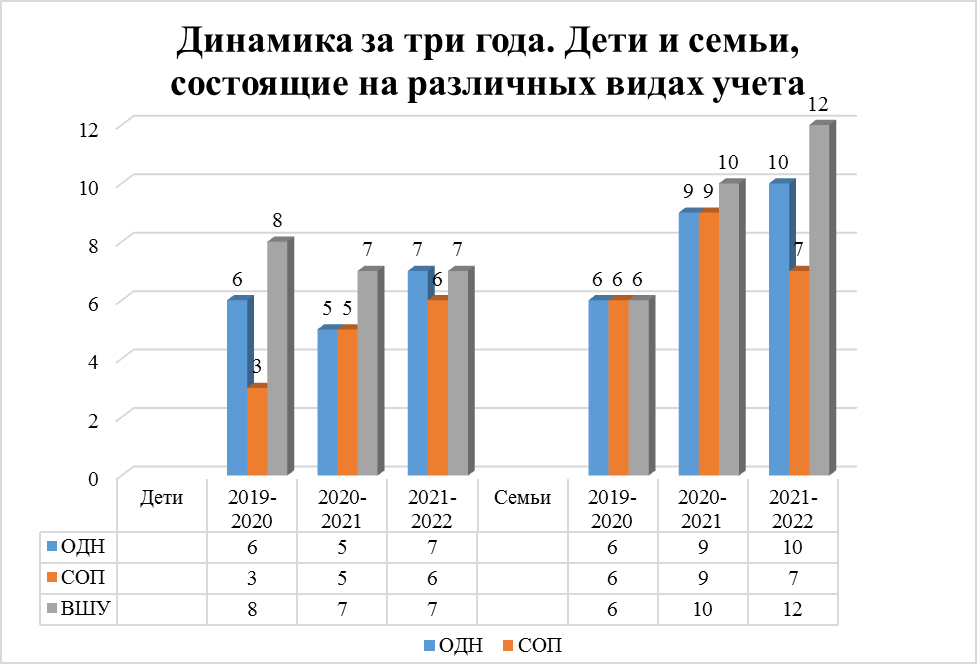 Динамика за три года. Дети и семьи,
состоящие на различных видах учета
12
10
8
6
4
2
0
6 3 8 5 5 7 7 6 7 6 6 6 9 9 10 10 7 12
Дети 2019-2020 2020-2021 2021-2022 Семьи 2019-2020 2020-2021 2021-2022
ОДН 6 5 7 6 9 10
СОП 3 5 6 6 9 7
ВШУ 8 7 7 6 10 12
ОДН СОП